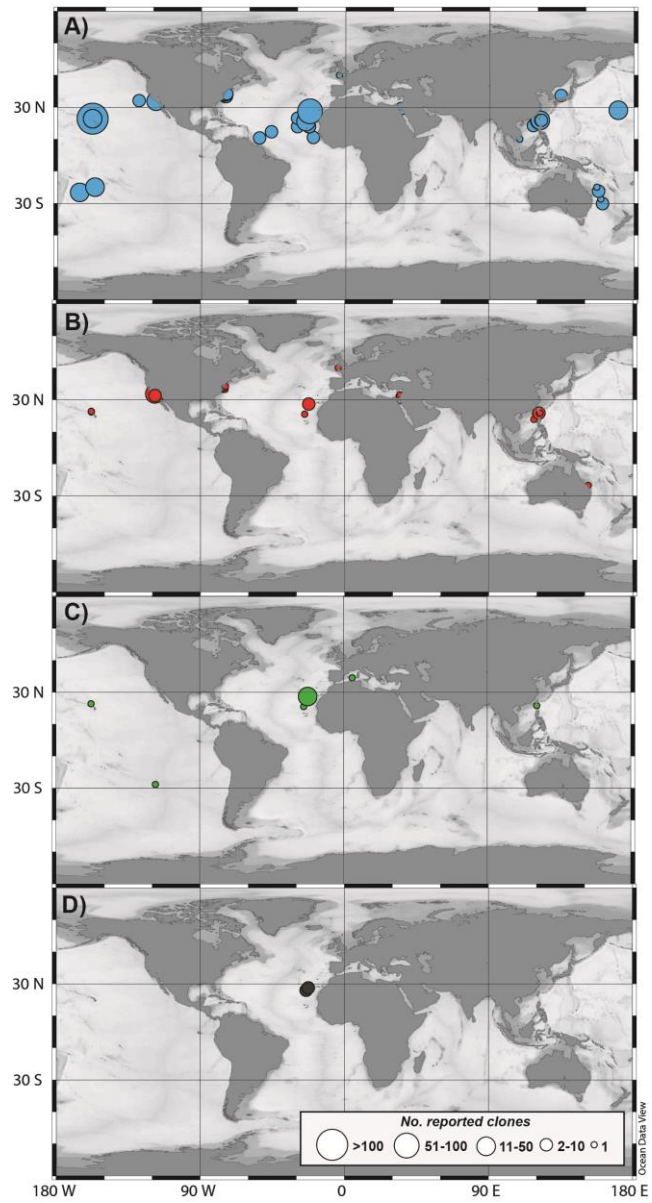 A)
30 N
30 S
B)
30 N
30 S
C)
30 N
30 S
D)
30 N
30 S
No. reported clones
>100 51-100 11-50 2-10 1
Ocean Data View
180 W 90 W 0 90 E 180 E